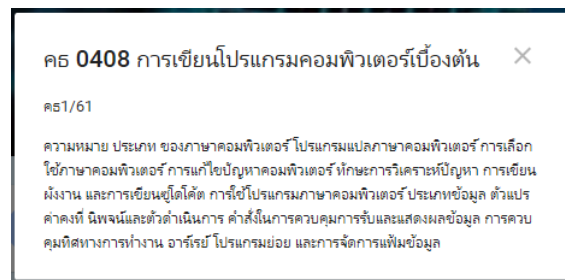 คธ 0408 การเขียนโปรแกรมคอมพิวเตอร์เบื้องต้น
คธ1/61
ความหมาย ประเภท ของภาษาคอมพิวเตอร์ โปรแกรมแปลภาษาคอมพิวเตอร์ การเลือก
ใช้ภาษาคอมพิวเตอร์ การแก้ไขปัญหาคอมพิวเตอร์ ทักษะการวิเคราะห์ปัญหา การเขียน
ผังงาน และการเขียนซูโดโค้ต การใช้โปรแกรมภาษาคอมพิวเตอร์ ประเภทข้อมูล ตัวแปร
ค่าคงที่ นิพจน์และตัวดำเนินการ คำสั่งในการควบคุมการรับและแสดงผลข้อมูล การควบ
คุมทิศทางการทำงาน อาร์เรย์ โปรแกรมย่อย และการจัดการแฟ้มข้อมูล